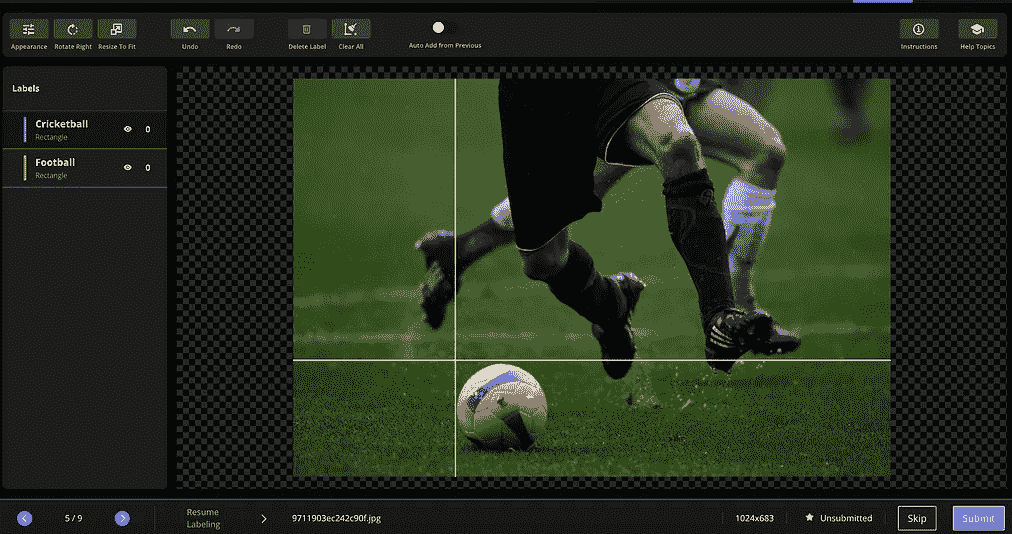 Appearance
Rotate Right
Resize To Fit
Undo
Redo
Delete Label
Clear All
Auto Add from Previous
Instructions
Help Topics
Labels
Cricketball
0
Rectangle
Football
0
Rectangle
5 / 9
Resume
Labeling
9711903ec242c90f.jpg
1024x683
Unsubmitted
Skip
Submit